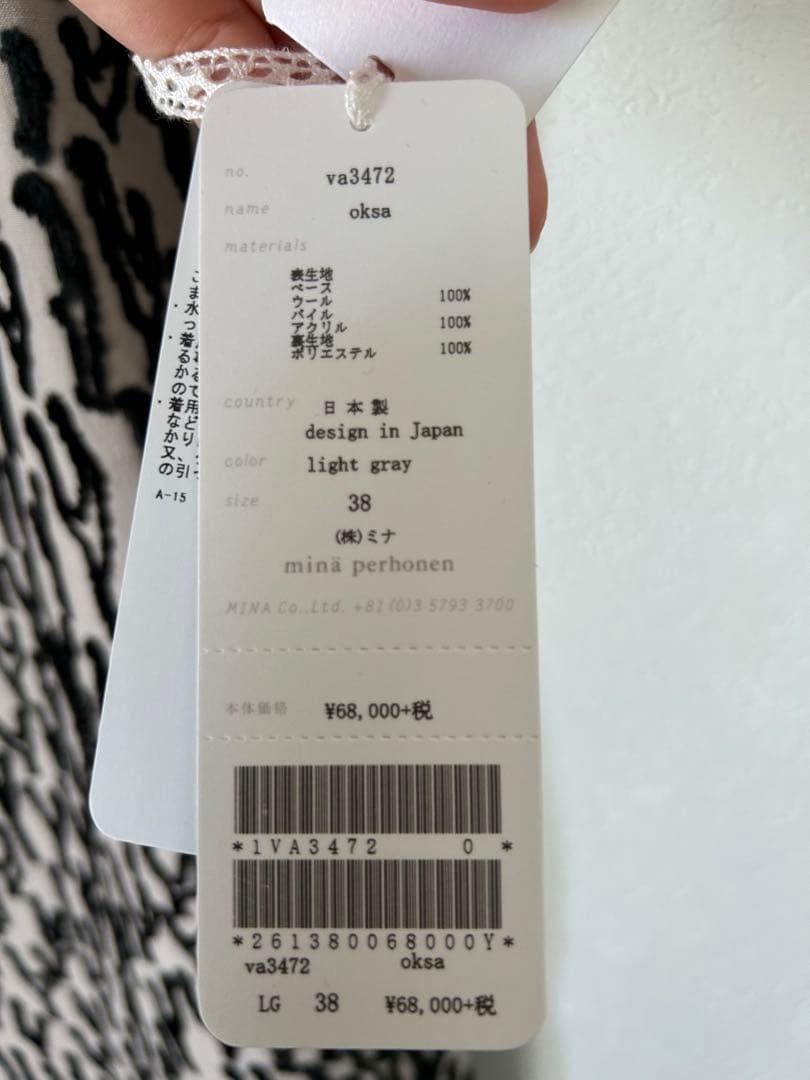 no. va3472
name oksa
materials
表生地
ベース
ウール 100%
パイル
アクリル 100%
裏生地
ポリエステル 100%
country 日本製
design in Japan
color light gray
size 38
(株)ミナ
minä perhonen
MINA Co.,Ltd. +81(0)3 5793 3700
本体価格 ¥68,000+税
*1VA3472 0 *
*261380068000Y*
va3472 oksa
LG 38 ¥68,000+税
A-15